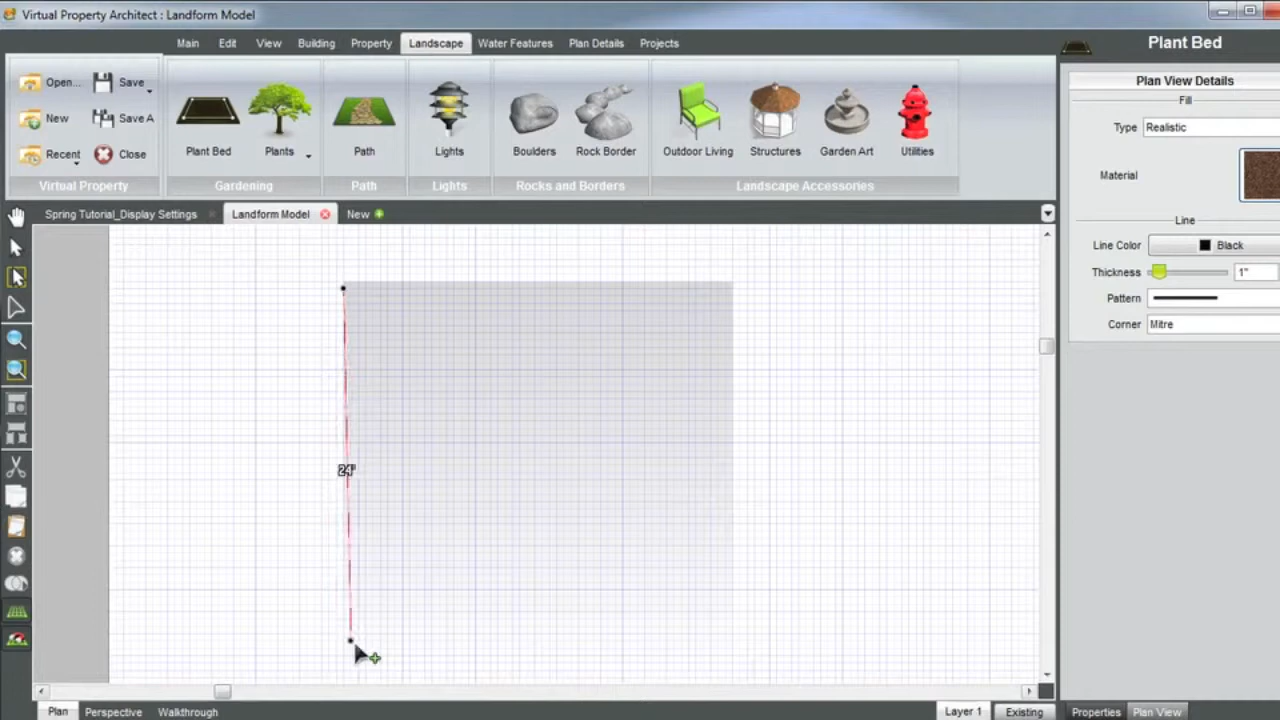 Virtual Property Architect : Landform Model
Main Edit View Building Property Landscape Water Features Plan Details Projects
Plant Bed
Open... Save
New Save A
Recent Close
Virtual Property
Plant Bed Plants
Gardening
Path
Path
Lights
Lights
Boulders Rock Border
Rocks and Borders
Outdoor Living Structures Garden Art Utilities
Landscape Accessories
Plan View Details
Fill
Type Realistic
Material
Line
Line Color Black
Thickness 1"
Pattern
Corner Mitre
Spring Tutorial_Display Settings Landform Model New
24'
Plan Perspective Walkthrough
Layer 1 Existing
Properties Plan View